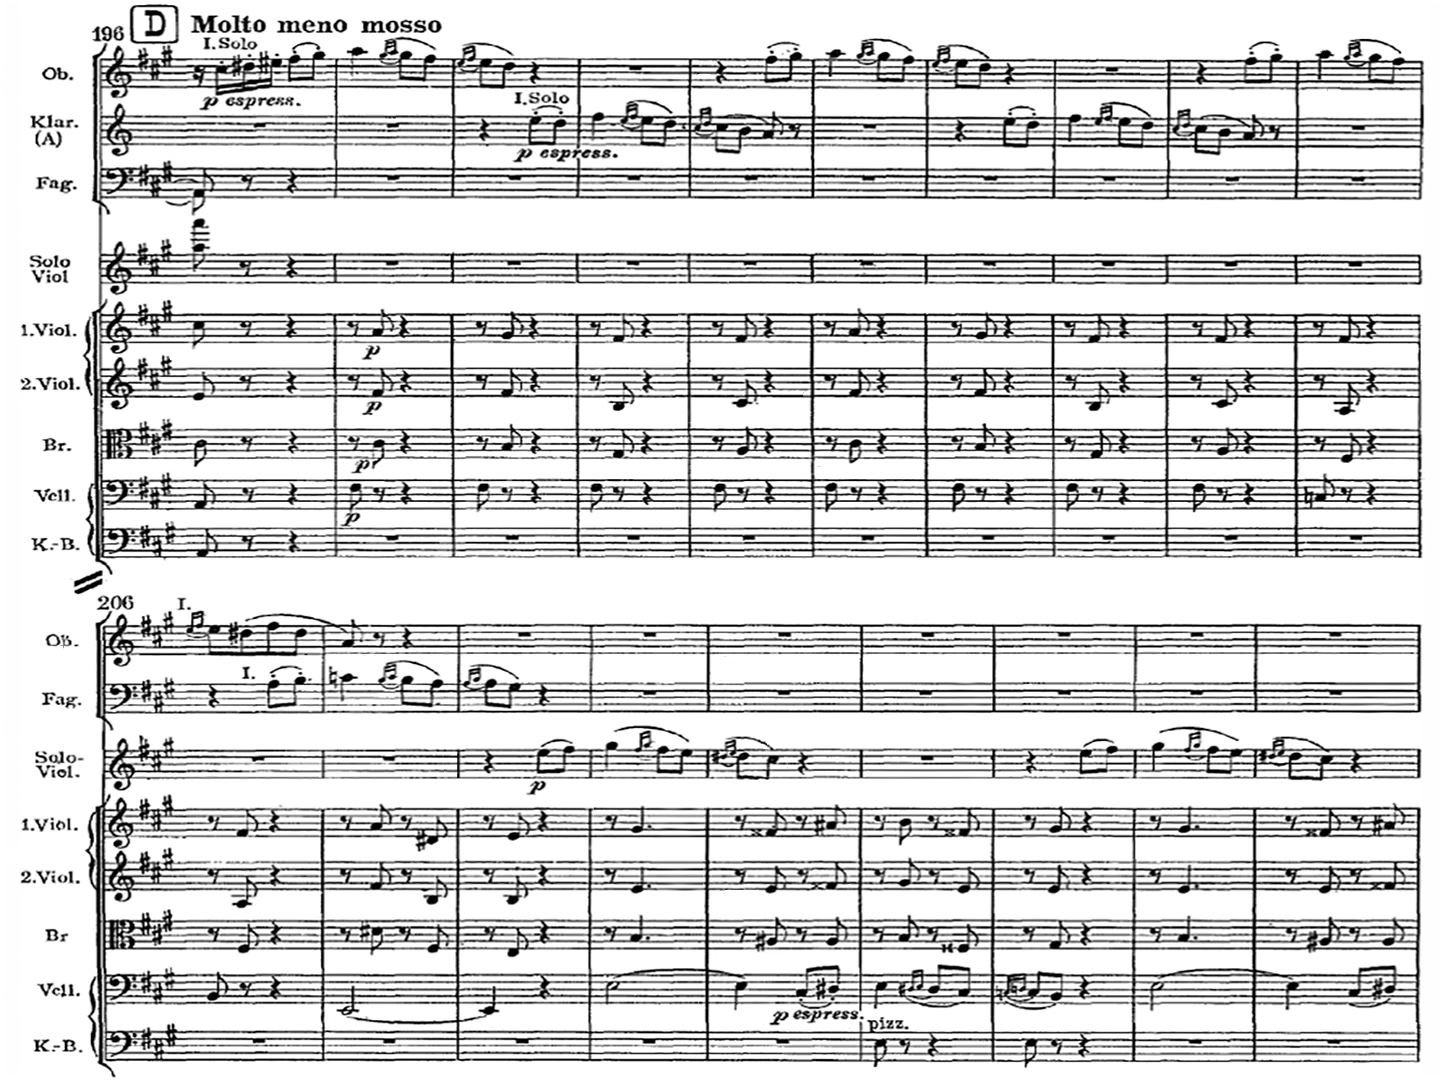 196 D Molto meno mosso
I. Solo
Ob.
p espress.
I. Solo
Klar.
(A)
p espress.
Fag.
Solo
Viol
1. Viol.
p
2. Viol.
p
Br.
p
Vcll.
p
K.-B.
206 I.
Ob.
I.
Fag.
Solo-
Viol.
p
1. Viol.
2. Viol.
Br
Vcll.
p espress.
pizz.
K.-B.